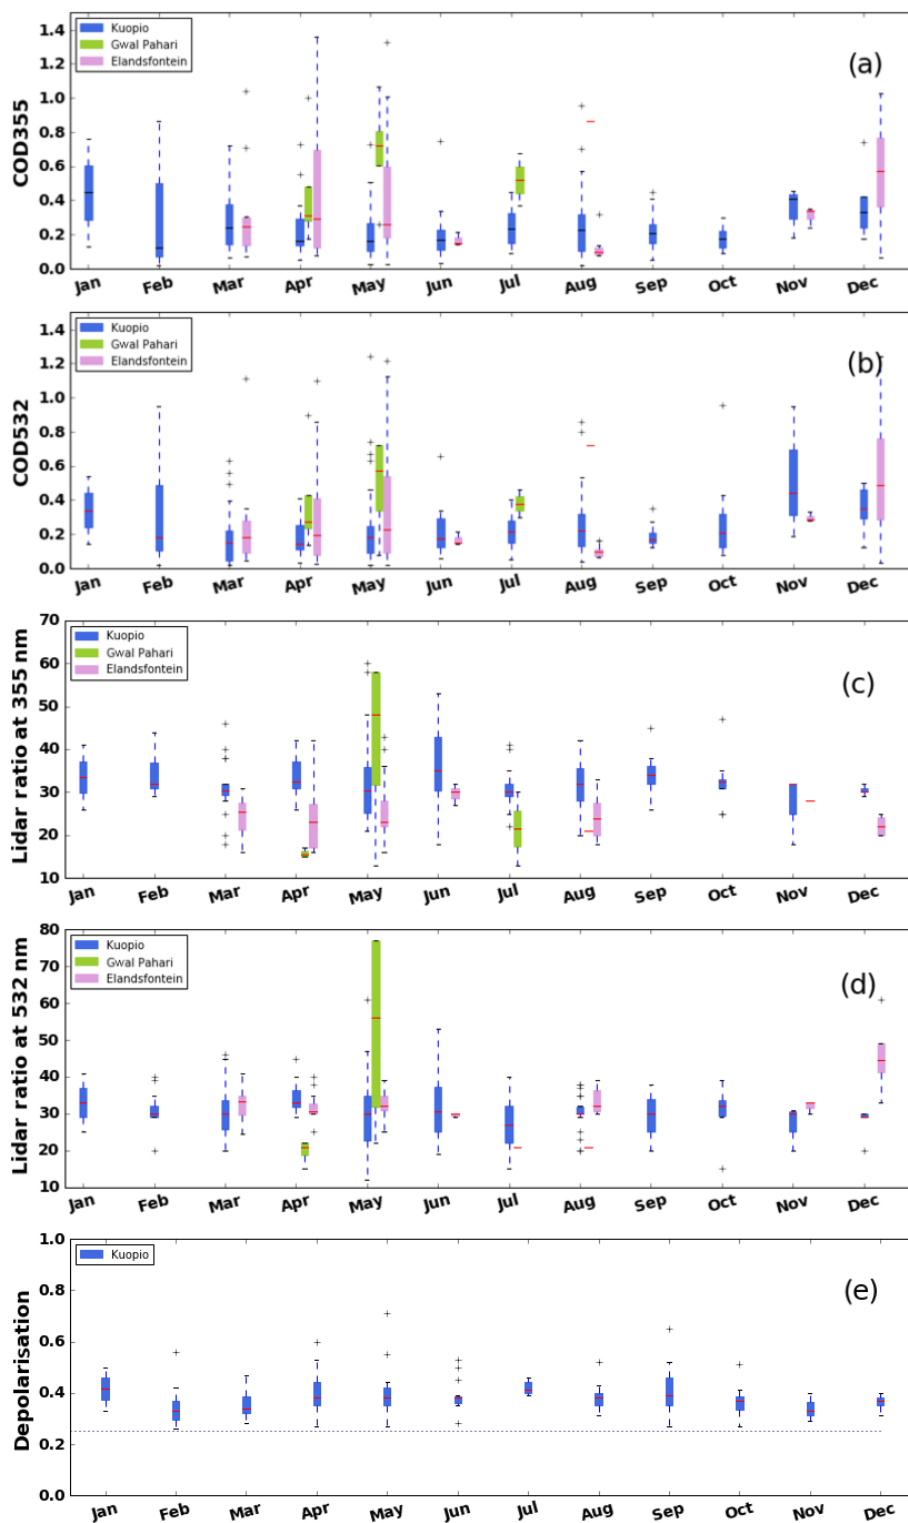 COD355
1.4
1.2
1.0
0.8
0.6
0.4
0.2
0.0
Kuopio
Gwal Pahari
Elandsfontein
(a)
Jan Feb Mar Apr May Jun Jul Aug Sep Oct Nov Dec
COD532
1.4
1.2
1.0
0.8
0.6
0.4
0.2
0.0
Kuopio
Gwal Pahari
Elandsfontein
(b)
Jan Feb Mar Apr May Jun Jul Aug Sep Oct Nov Dec
Lidar ratio at 355 nm
70
60
50
40
30
20
10
Kuopio
Gwal Pahari
Elandsfontein
(c)
Jan Feb Mar Apr May Jun Jul Aug Sep Oct Nov Dec
Lidar ratio at 532 nm
80
70
60
50
40
30
20
10
Kuopio
Gwal Pahari
Elandsfontein
(d)
Jan Feb Mar Apr May Jun Jul Aug Sep Oct Nov Dec
Depolarisation
1.0
0.8
0.6
0.4
0.2
0.0
Kuopio
(e)
Jan Feb Mar Apr May Jun Jul Aug Sep Oct Nov Dec